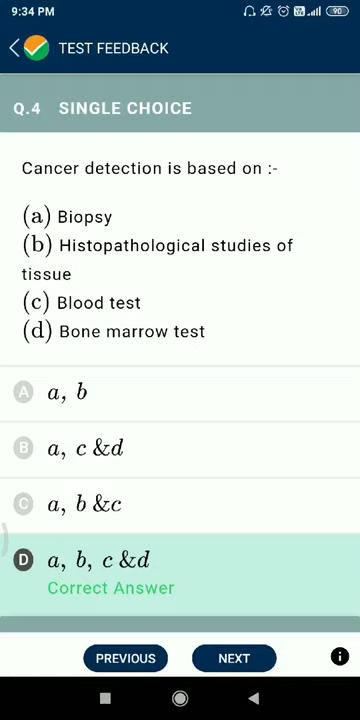 9:34 PM
90
TEST FEEDBACK
Q.4 SINGLE CHOICE
Cancer detection is based on :-
(a) Biopsy
(b) Histopathological studies of
tissue
(c) Blood test
(d) Bone marrow test
A a, b
B a, c &d
C a, b &c
D a, b, c &d
Correct Answer
PREVIOUS NEXT